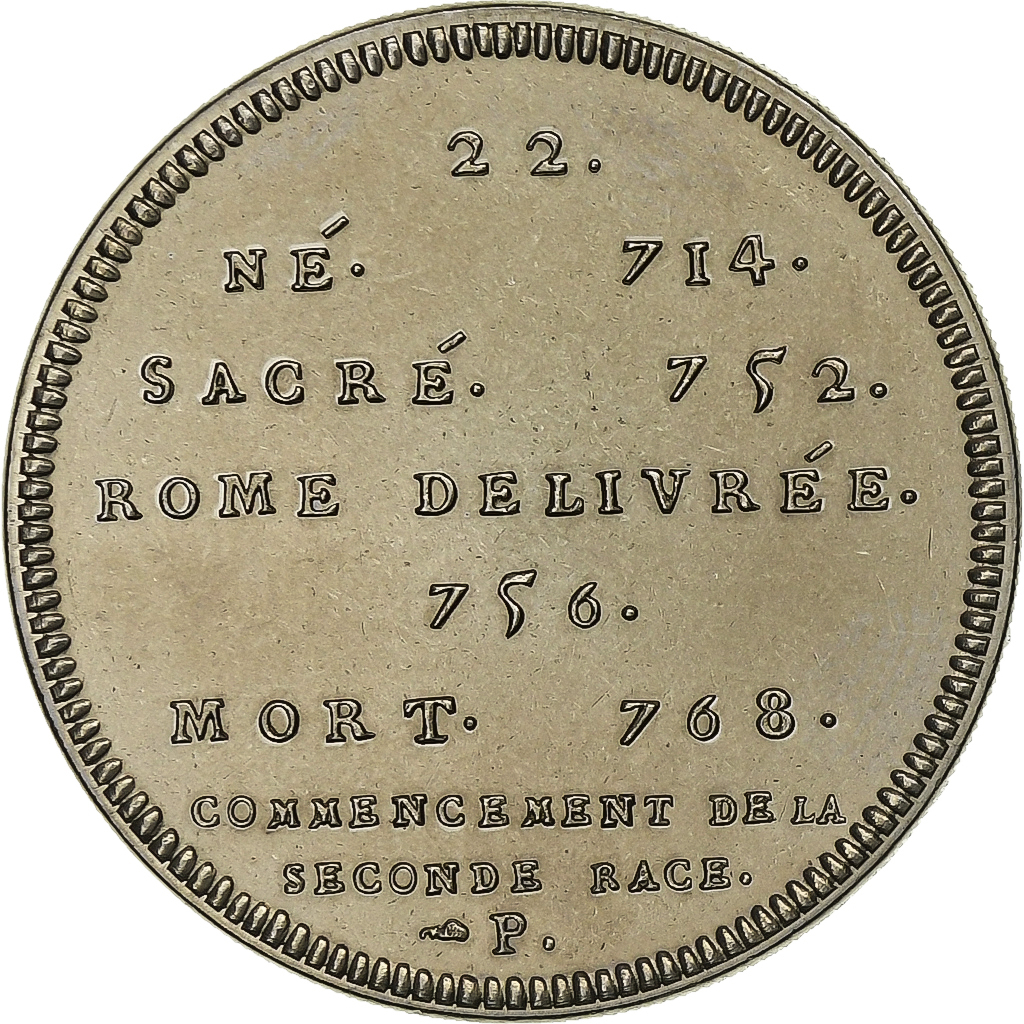 22.
NÉ. 714.
SACRÉ. 752.
ROME DELIVRÉE.
756.
MORT. 768.
COMMENCEMENT DE LA
SECONDE RACE.
P.